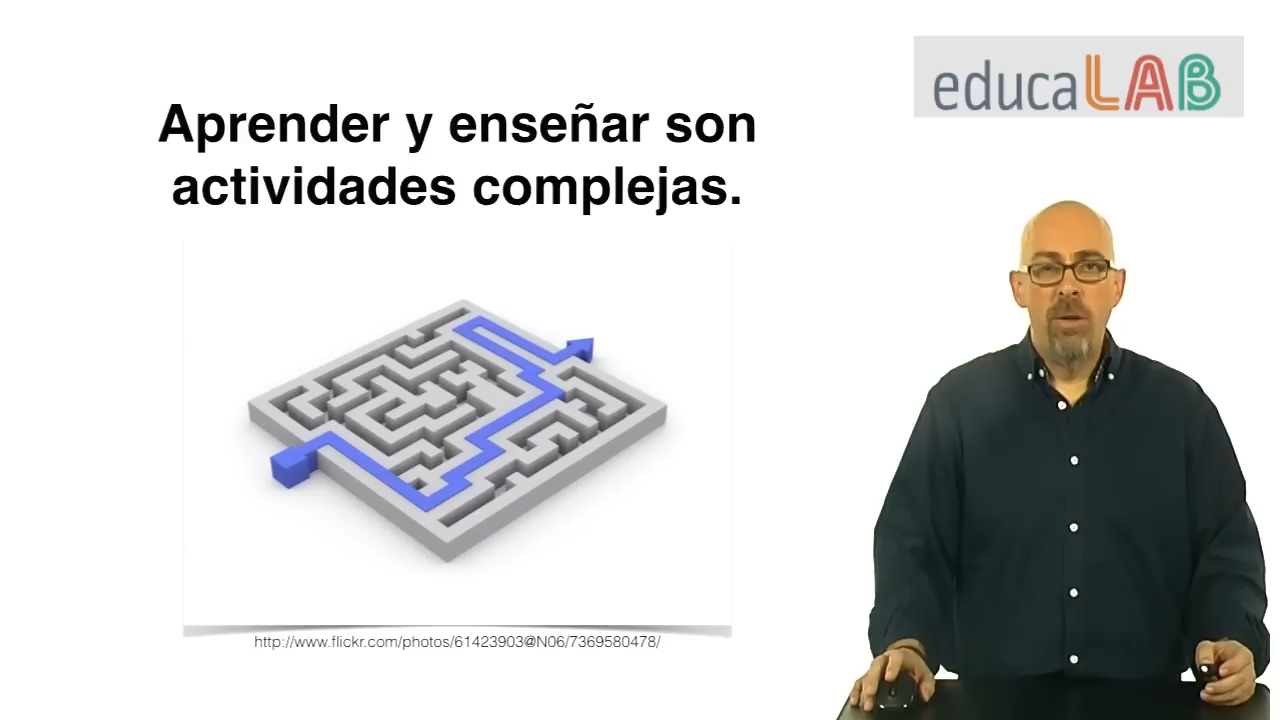 educaLAB
Aprender y enseñar son
actividades complejas.
http://www.flickr.com/photos/61423903@N06/7369580478/